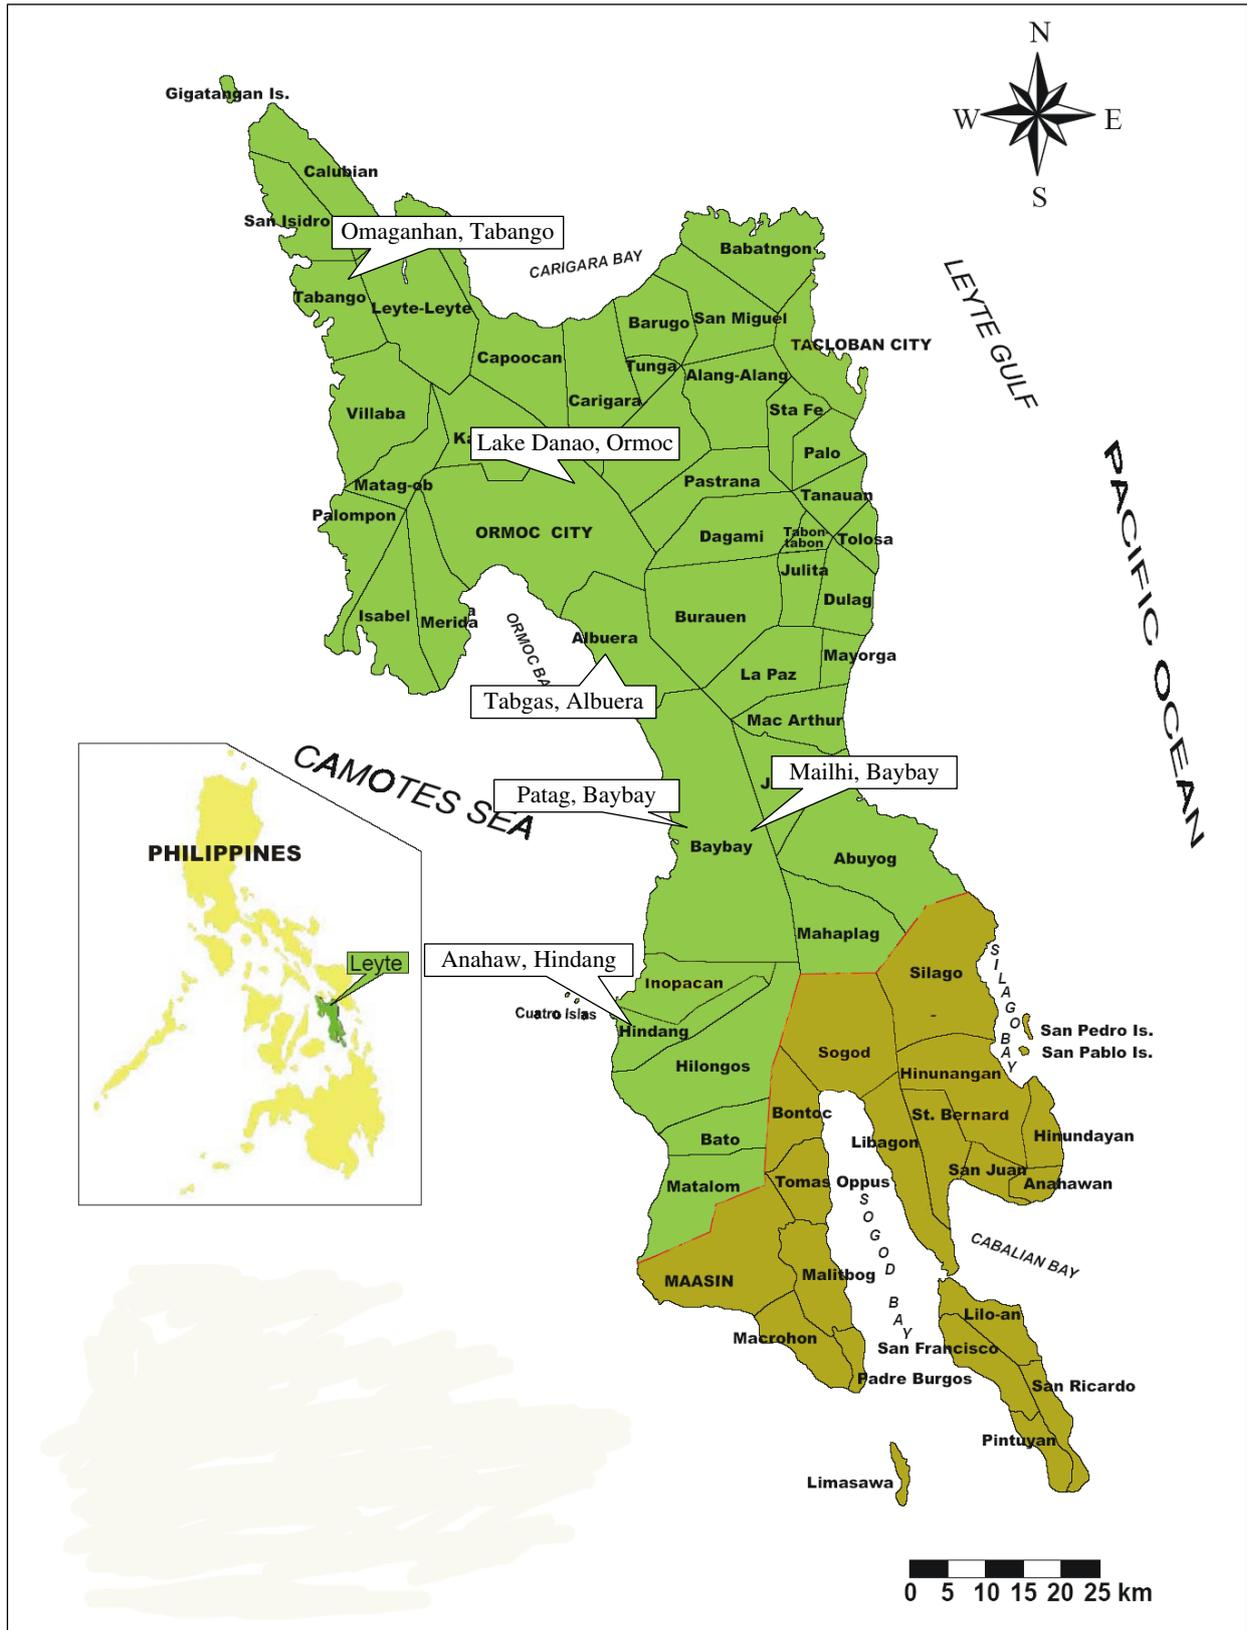 N
W E
S
Gigatangan Is.
Calubian
San Isidro
Omaganhan, Tabango
CARIGARA BAY
Babatngon
LEYTE GULF
Tabango
Leyte-Leyte
Barugo
San Miguel
TACLOBAN CITY
Capoocan
Tunga
Alang-Alang
Carigara
Sta Fe
Villaba
Lake Danao, Ormoc
Palo
PACIFIC OCEAN
Matag-ob
Pastrana
Tanauan
Palompon
ORMOC CITY
Dagami
Tabon-
tabon
Tolosa
Julita
Dulag
Isabel
Merida
ORMOC BA
Albuera
Burauen
Mayorga
La Paz
Tabgas, Albuera
Mac Arthur
CAMOTES SEA
Patag, Baybay
Mailhi, Baybay
J
Baybay
Abuyog
PHILIPPINES
Leyte
Mahaplag
Anahaw, Hindang
Silago
SILAGO BAY
Inopacan
Cuatro Islas
Hindang
San Pedro Is.
San Pablo Is.
Sogod
Hilongos
Hinunangan
Bontoc
St. Bernard
Bato
Libagon
Hinundayan
San Juan
Anahawan
Matalom
Tomas Oppus
SOGOD BAY
CABALIAN BAY
MAASIN
Malitbog
Lilo-an
Macrohon
San Francisco
Padre Burgos
San Ricardo
Pintuyan
Limasawa
0 5 10 15 20 25 km